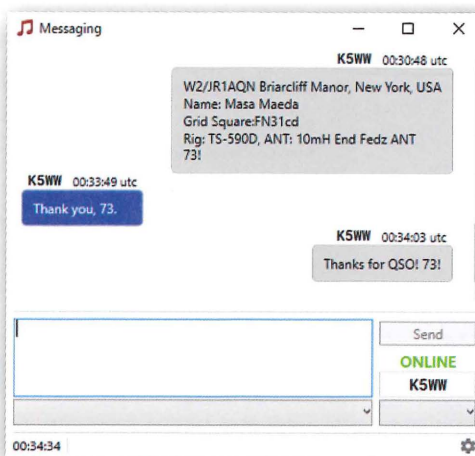 Messaging
K5WW 00:30:48 utc
W2/JR1AQN Briarcliff Manor, New York, USA
Name: Masa Maeda
Grid Square:FN31cd
Rig: TS-590D, ANT: 10mH End Fedz ANT
73!
K5WW 00:33:49 utc
Thank you, 73.
K5WW 00:34:03 utc
Thanks for QSO! 73!
Send
ONLINE
K5WW
00:34:34